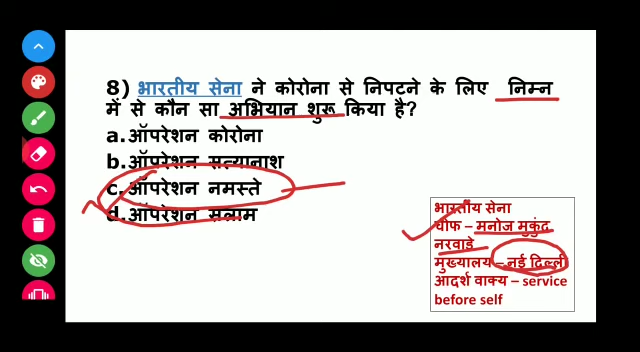 8) भारतीय सेना ने कोरोना से निपटने के लिए निम्न
में से कौन सा अभियान शुरू किया है?
a.ऑपरेशन कोरोना
b.ऑपरेशन सत्यानाश
c.ऑपरेशन नमस्ते
d.ऑपरेशन सलाम
भारतीय सेना
चीफ – मनोज मुकुंद
नरवाडे
मुख्यालय – नई दिल्ली
आदर्श वाक्य – service
before self